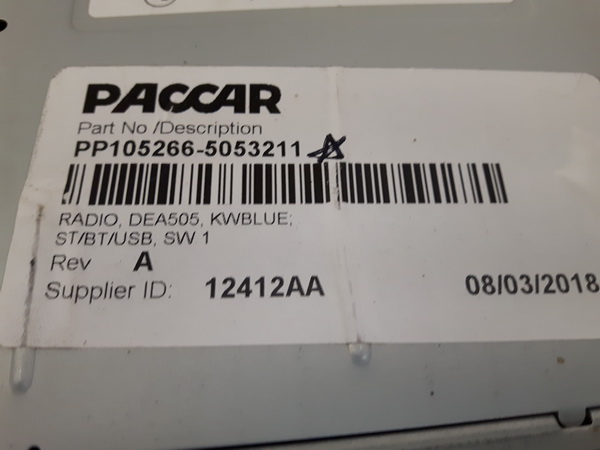 PACCAR
Part No /Description
PP105266-5053211
RADIO, DEA505, KWBLUE;
ST/BT/USB, SW 1
Rev A
Supplier ID: 12412AA 08/03/2018